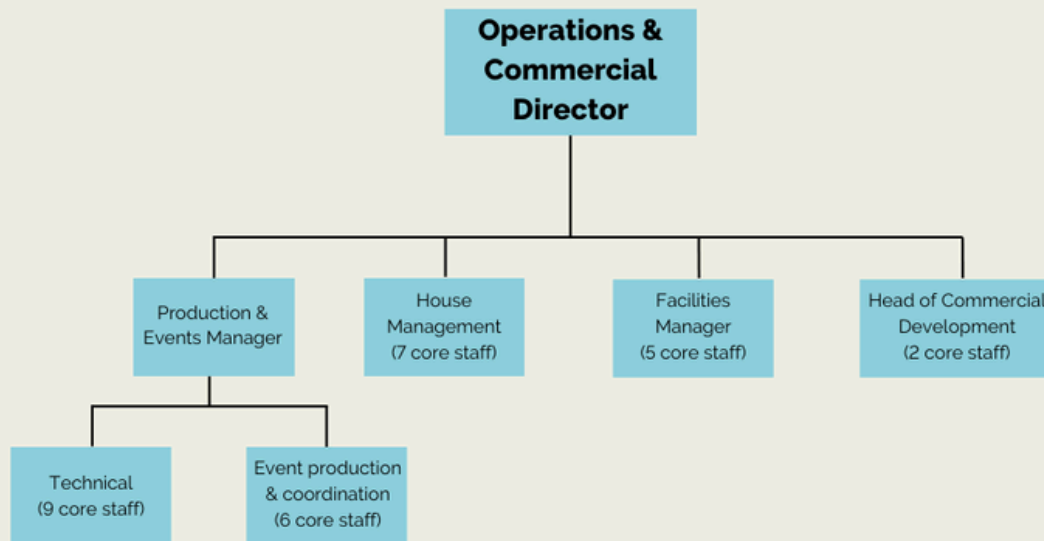 Operations &
Commercial
Director
Production &
Events Manager
House
Management
(7 core staff)
Facilities
Manager
(5 core staff)
Head of Commercial
Development
(2 core staff)
Technical
(9 core staff)
Event production
& coordination
(6 core staff)